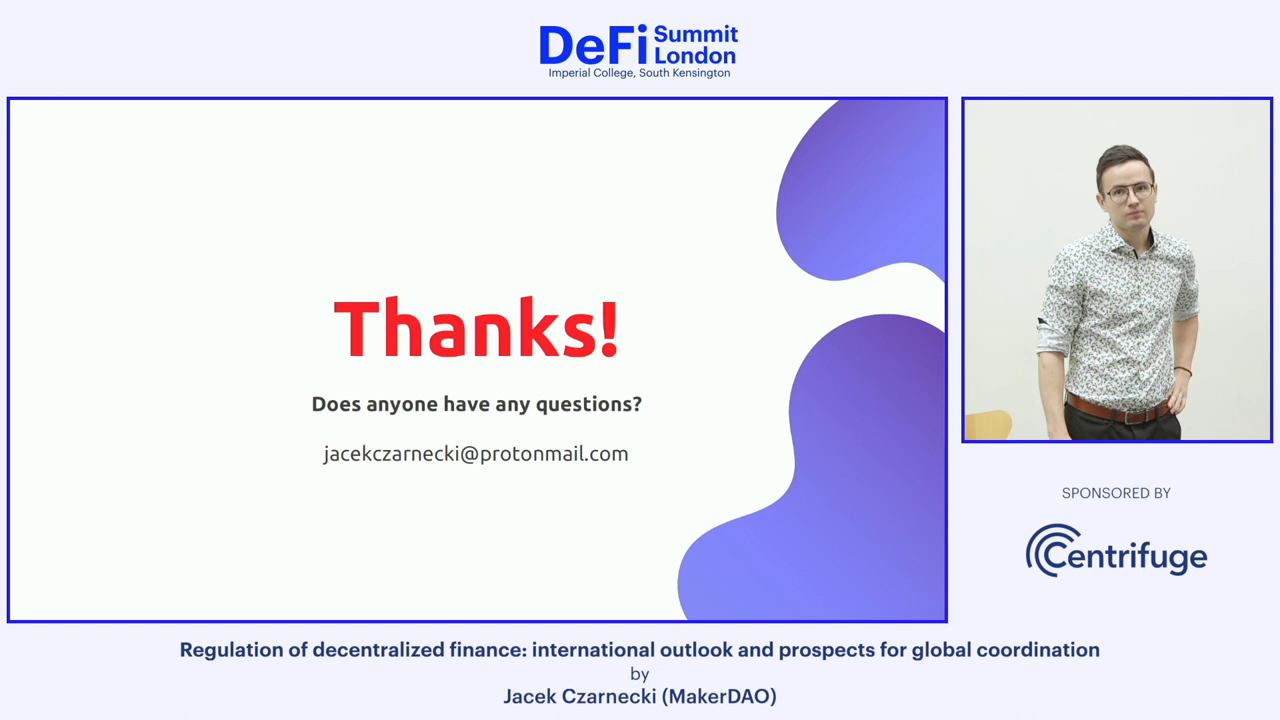 DeFi Summit
London
Imperial College, South Kensington
Thanks!
Does anyone have any questions?
jacekczarnecki@protonmail.com
SPONSORED BY
Centrifuge
Regulation of decentralized finance: international outlook and prospects for global coordination
by
Jacek Czarnecki (MakerDAO)